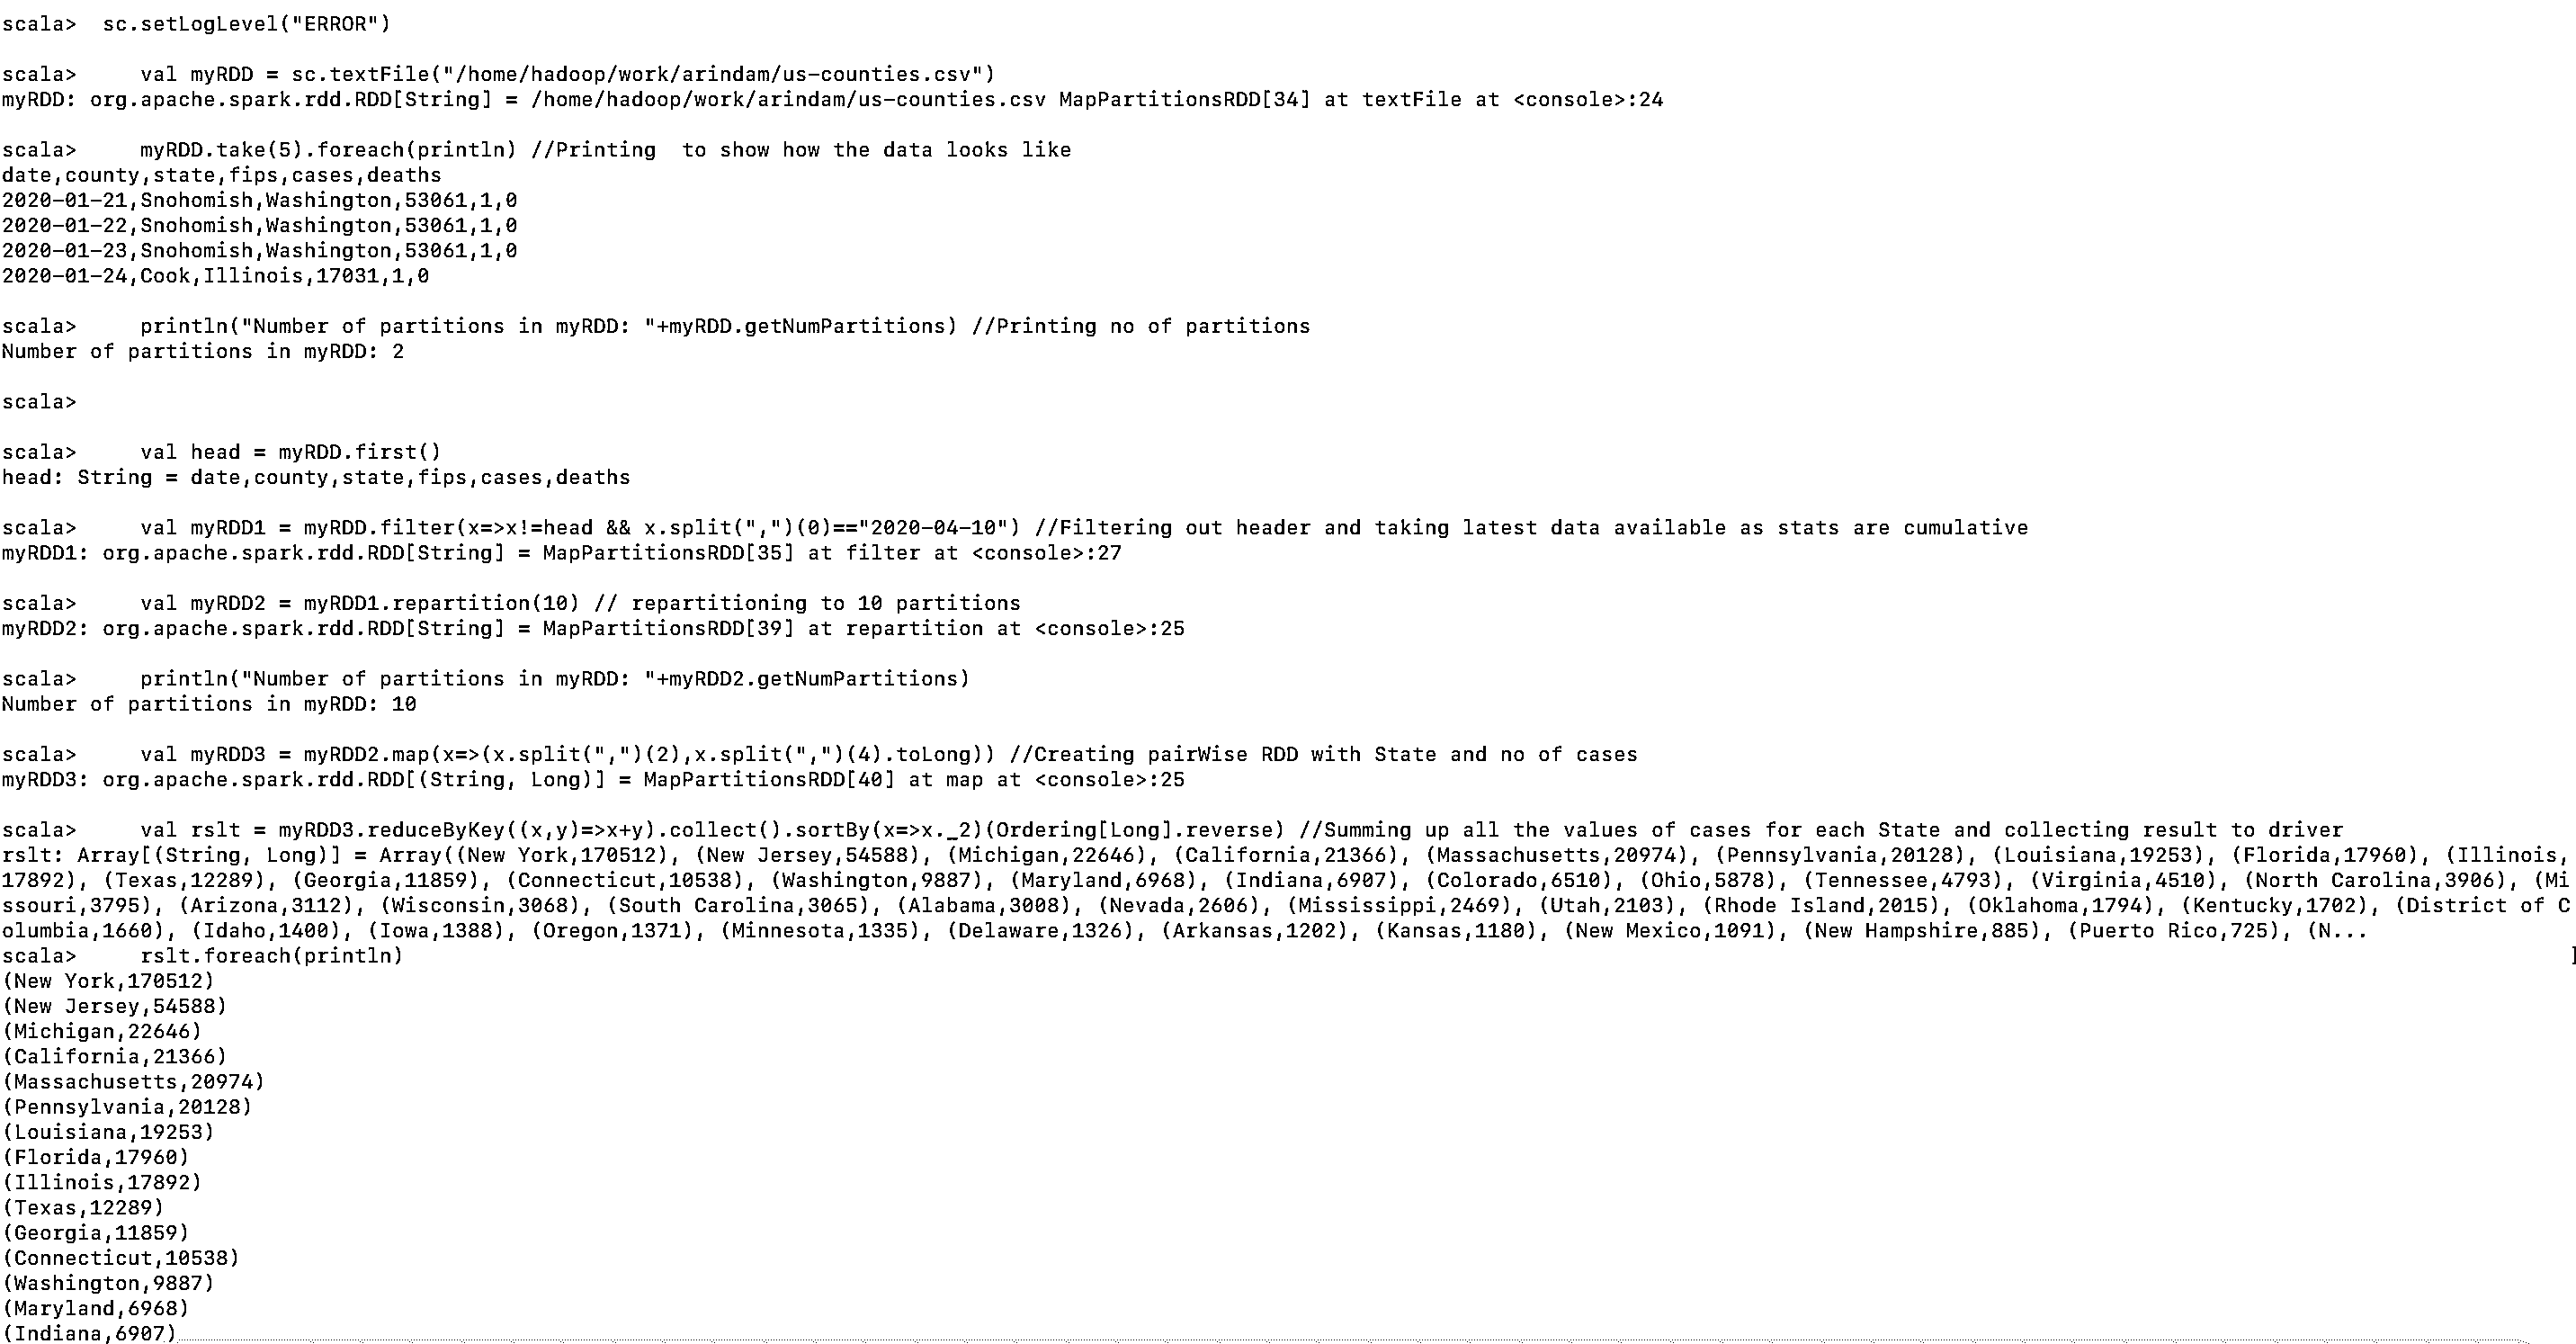 scala>  sc.setLogLevel("ERROR")
scala>     val myRDD = sc.textFile("/home/hadoop/work/arindam/us-counties.csv")
myRDD: org.apache.spark.rdd.RDD[String] = /home/hadoop/work/arindam/us-counties.csv MapPartitionsRDD[34] at textFile at <console>:24
scala>     myRDD.take(5).foreach(println) //Printing  to show how the data looks like
date,county,state,fips,cases,deaths
2020-01-21,Snohomish,Washington,53061,1,0
2020-01-22,Snohomish,Washington,53061,1,0
2020-01-23,Snohomish,Washington,53061,1,0
2020-01-24,Cook,Illinois,17031,1,0
scala>     println("Number of partitions in myRDD: "+myRDD.getNumPartitions) //Printing no of partitions
Number of partitions in myRDD: 2
scala>
scala>     val head = myRDD.first()
head: String = date,county,state,fips,cases,deaths
scala>     val myRDD1 = myRDD.filter(x=>x!=head && x.split(",")(0)=="2020-04-10") //Filtering out header and taking latest data available as stats are cumulative
myRDD1: org.apache.spark.rdd.RDD[String] = MapPartitionsRDD[35] at filter at <console>:27
scala>     val myRDD2 = myRDD1.repartition(10) // repartitioning to 10 partitions
myRDD2: org.apache.spark.rdd.RDD[String] = MapPartitionsRDD[39] at repartition at <console>:25
scala>     println("Number of partitions in myRDD: "+myRDD2.getNumPartitions)
Number of partitions in myRDD: 10
scala>     val myRDD3 = myRDD2.map(x=>(x.split(",")(2),x.split(",")(4).toLong)) //Creating pairWise RDD with State and no of cases
myRDD3: org.apache.spark.rdd.RDD[(String, Long)] = MapPartitionsRDD[40] at map at <console>:25
scala>     val rslt = myRDD3.reduceByKey((x,y)=>x+y).collect().sortBy(x=>x._2)(Ordering[Long].reverse) //Summing up all the values of cases for each State and collecting result to driver
rslt: Array[(String, Long)] = Array((New York,170512), (New Jersey,54588), (Michigan,22646), (California,21366), (Massachusetts,20974), (Pennsylvania,20128), (Louisiana,19253), (Florida,17960), (Illinois,
17892), (Texas,12289), (Georgia,11859), (Connecticut,10538), (Washington,9887), (Maryland,6968), (Indiana,6907), (Colorado,6510), (Ohio,5878), (Tennessee,4793), (Virginia,4510), (North Carolina,3906), (Mi
ssouri,3795), (Arizona,3112), (Wisconsin,3068), (South Carolina,3065), (Alabama,3008), (Nevada,2606), (Mississippi,2469), (Utah,2103), (Rhode Island,2015), (Oklahoma,1794), (Kentucky,1702), (District of C
olumbia,1660), (Idaho,1400), (Iowa,1388), (Oregon,1371), (Minnesota,1335), (Delaware,1326), (Arkansas,1202), (Kansas,1180), (New Mexico,1091), (New Hampshire,885), (Puerto Rico,725), (N...
scala>     rslt.foreach(println) ]
(New York,170512)
(New Jersey,54588)
(Michigan,22646)
(California,21366)
(Massachusetts,20974)
(Pennsylvania,20128)
(Louisiana,19253)
(Florida,17960)
(Illinois,17892)
(Texas,12289)
(Georgia,11859)
(Connecticut,10538)
(Washington,9887)
(Maryland,6968)
(Indiana,6907)